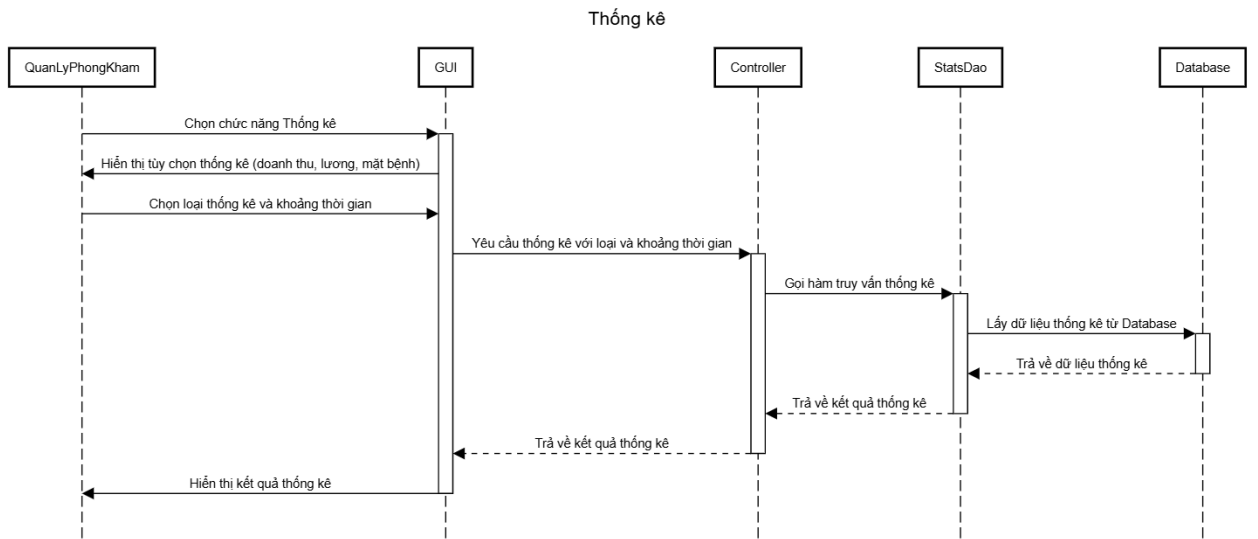 Thống kê
QuanLyPhongKham
GUI
Controller
StatsDao
Database
Chọn chức năng Thống kê
Hiển thị tùy chọn thống kê (doanh thu, lương, mặt bệnh)
Chọn loại thống kê và khoảng thời gian
Yêu cầu thống kê với loại và khoảng thời gian
Gọi hàm truy vấn thống kê
Lấy dữ liệu thống kê từ Database
Trả về dữ liệu thống kê
Trả về kết quả thống kê
Trả về kết quả thống kê
Hiển thị kết quả thống kê